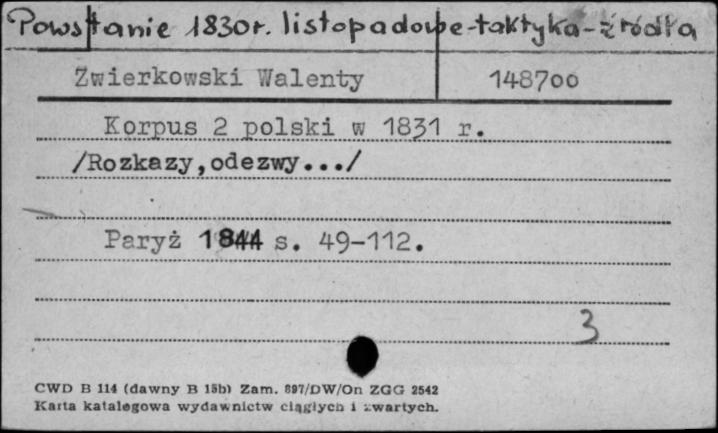 Powstanie 1830r. listopadowe-taktyka-źródła
Zwierkowski Walenty 148700
Korpus 2 polski w 1831 r.
/Rozkazy,odezwy.../
Paryż 1844 s. 49-112.
3
CWD B 114 (dawny B 15b) Zam. 897/DW/On ZGG 2542
Karta katalogowa wydawnictw ciągłych i zwartych.